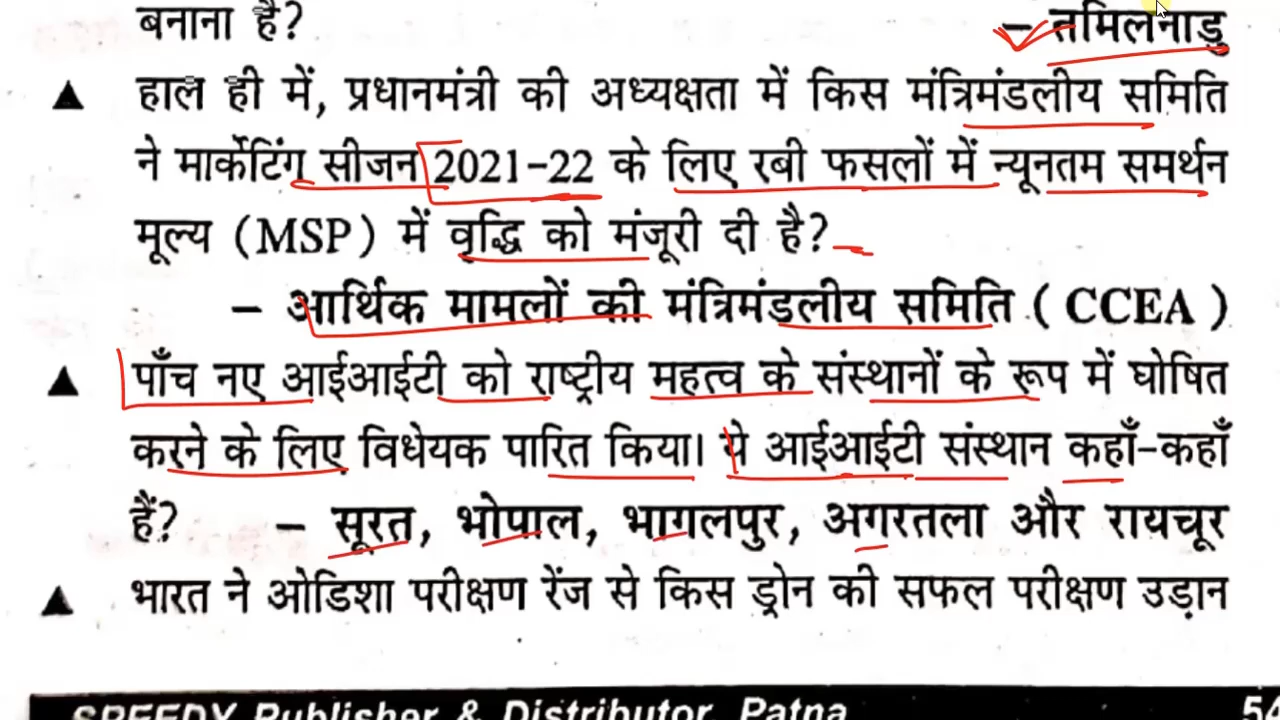 बनाना है? – तमिलनाडु
▲ हाल ही में, प्रधानमंत्री की अध्यक्षता में किस मंत्रिमंडलीय समिति
ने मार्केटिंग सीजन 2021-22 के लिए रबी फसलों में न्यूनतम समर्थन
मूल्य (MSP) में वृद्धि को मंजूरी दी है?
– आर्थिक मामलों की मंत्रिमंडलीय समिति (CCEA)
▲ पाँच नए आईआईटी को राष्ट्रीय महत्व के संस्थानों के रूप में घोषित
करने के लिए विधेयक पारित किया। ये आईआईटी संस्थान कहाँ-कहाँ
हैं? – सूरत, भोपाल, भागलपुर, अगरतला और रायचूर
▲ भारत ने ओडिशा परीक्षण रेंज से किस ड्रोन की सफल परीक्षण उड़ान
SPEEDY Publisher & Distributor, Patna 54